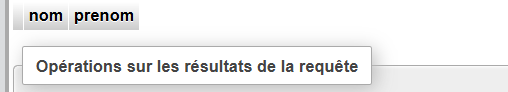 nom prenom
Opérations sur les résultats de la requête